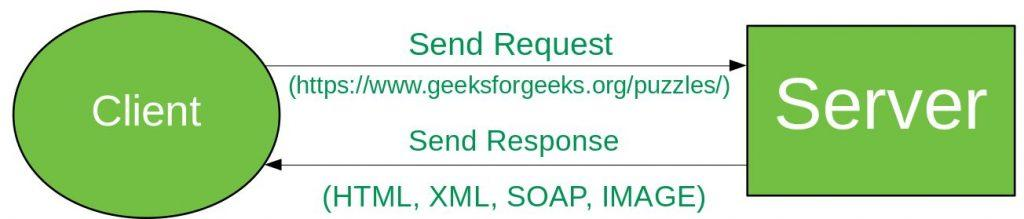 Client
Send Request
(https://www.geeksforgeeks.org/puzzles/)
Send Response
(HTML, XML, SOAP, IMAGE)
Server